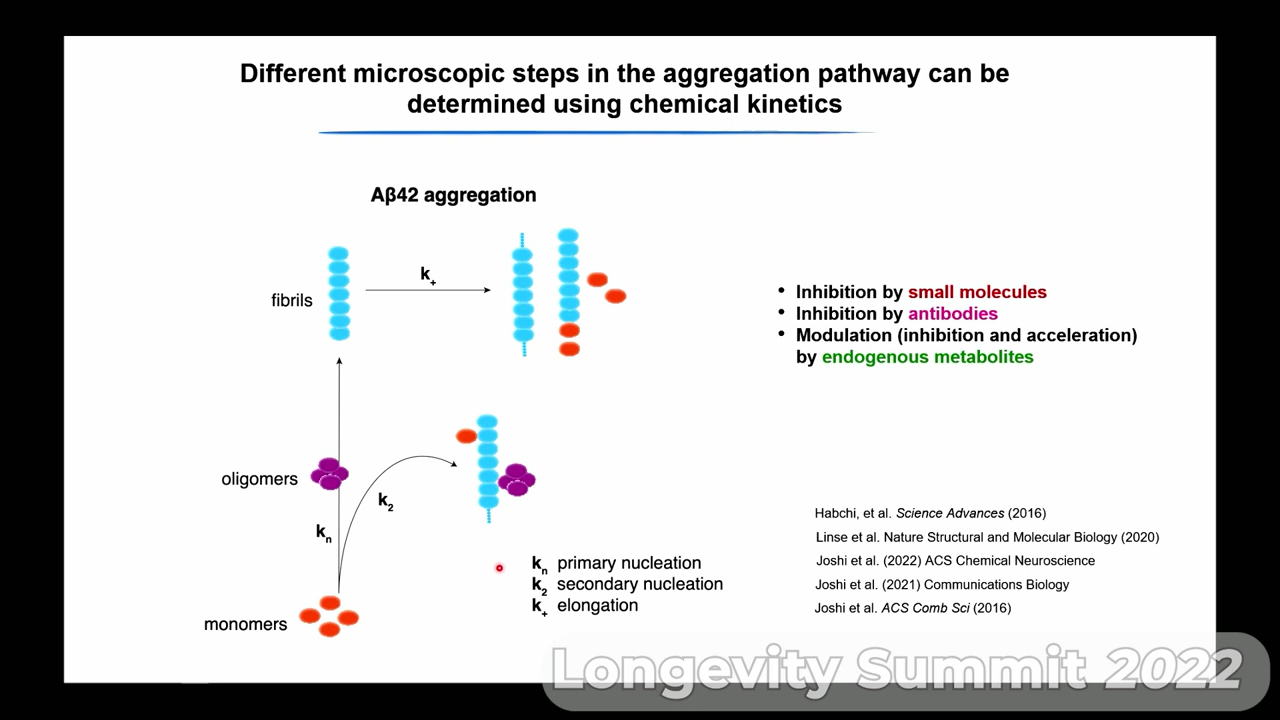 Different microscopic steps in the aggregation pathway can be
determined using chemical kinetics
Aβ42 aggregation
fibrils
k+
oligomers
k2
kn
monomers
kn primary nucleation
k2 secondary nucleation
k+ elongation
• Inhibition by small molecules
• Inhibition by antibodies
• Modulation (inhibition and acceleration)
by endogenous metabolites
Habchi, et al. Science Advances (2016)
Linse et al. Nature Structural and Molecular Biology (2020)
Joshi et al. (2022) ACS Chemical Neuroscience
Joshi et al. (2021) Communications Biology
Joshi et al. ACS Comb Sci (2016)
Longevity Summit 2022